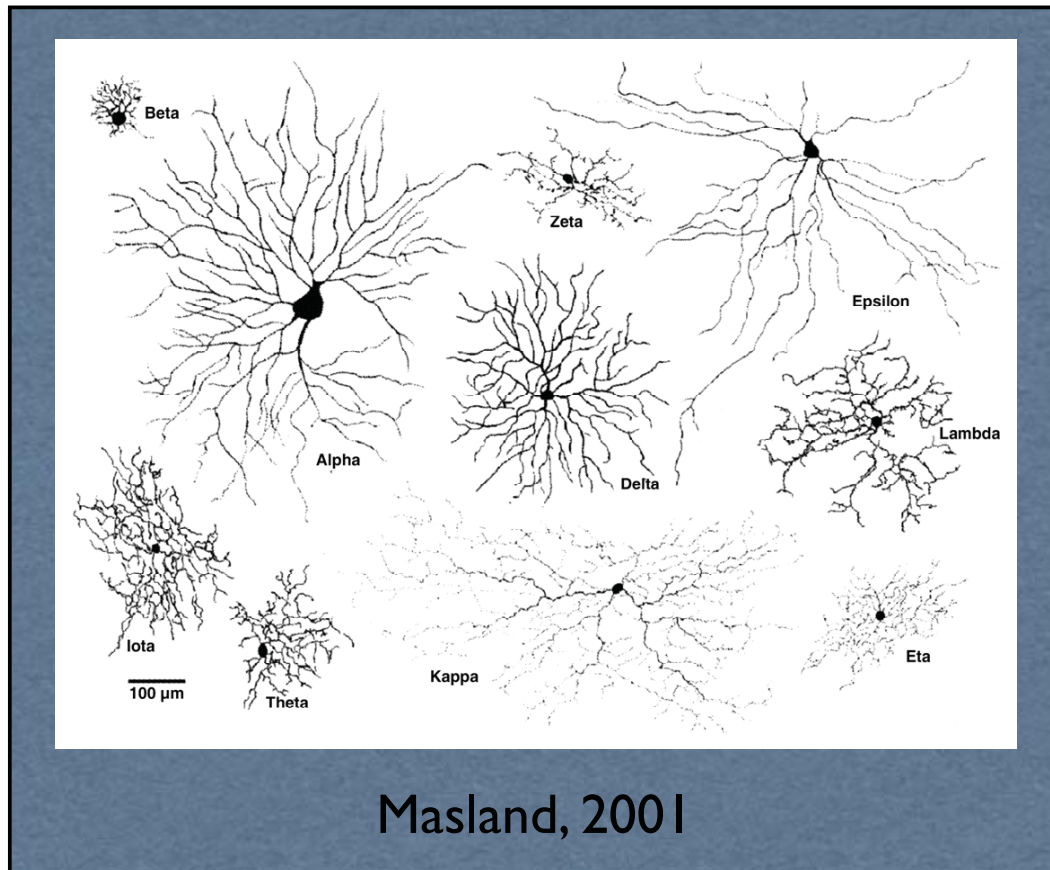 Beta
Zeta
Epsilon
Alpha
Delta
Lambda
Iota
Theta
Kappa
Eta
100 µm
Masland, 2001